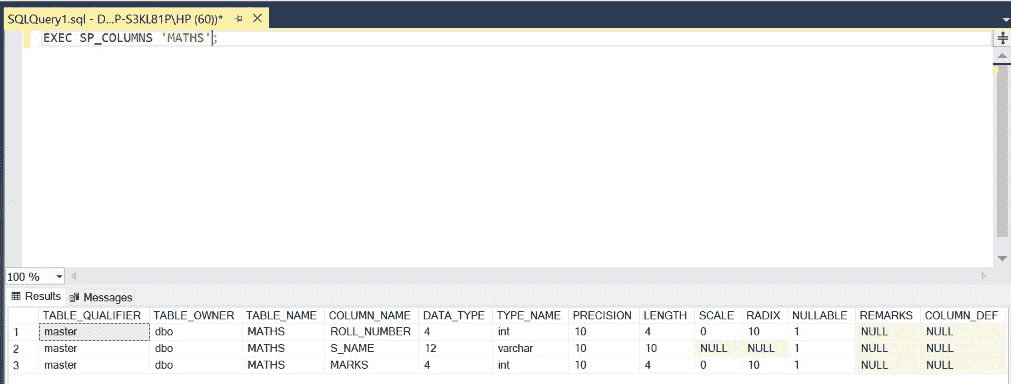 SQLQuery1.sql - D...P-S3KL81P\HP (60))*
EXEC SP_COLUMNS 'MATHS';
100 %
Results Messages
TABLE_QUALIFIER TABLE_OWNER TABLE_NAME COLUMN_NAME DATA_TYPE TYPE_NAME PRECISION LENGTH SCALE RADIX NULLABLE REMARKS COLUMN_DEF
1 master dbo MATHS ROLL_NUMBER 4 int 10 4 0 10 1 NULL NULL
2 master dbo MATHS S_NAME 12 varchar 10 10 NULL NULL 1 NULL NULL
3 master dbo MATHS MARKS 4 int 10 4 0 10 1 NULL NULL